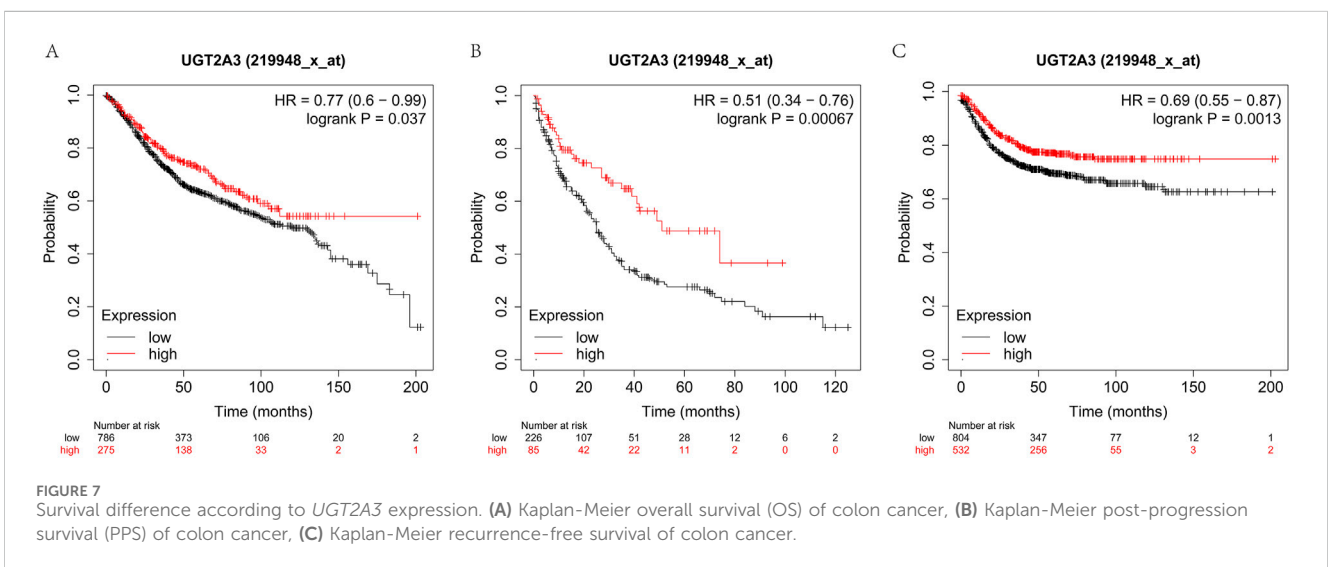 A
UGT2A3 (219948_x_at)
HR = 0.77 (0.6 − 0.99)
logrank P = 0.037
Probability
1.0
0.8
0.6
0.4
0.2
0.0
Expression
low
high
0 50 100 150 200
Time (months)
Number at risk
low 786 373 106 20 2
high 275 138 33 2 1
B
UGT2A3 (219948_x_at)
HR = 0.51 (0.34 − 0.76)
logrank P = 0.00067
Probability
1.0
0.8
0.6
0.4
0.2
0.0
Expression
low
high
0 20 40 60 80 100 120
Time (months)
Number at risk
low 226 107 51 28 12 6 2
high 85 42 22 11 2 0 0
C
UGT2A3 (219948_x_at)
HR = 0.69 (0.55 − 0.87)
logrank P = 0.0013
Probability
1.0
0.8
0.6
0.4
0.2
0.0
Expression
low
high
0 50 100 150 200
Time (months)
Number at risk
low 804 347 77 12 1
high 532 256 55 3 2
FIGURE 7
Survival difference according to UGT2A3 expression. (A) Kaplan-Meier overall survival (OS) of colon cancer, (B) Kaplan-Meier post-progression
survival (PPS) of colon cancer, (C) Kaplan-Meier recurrence-free survival of colon cancer.